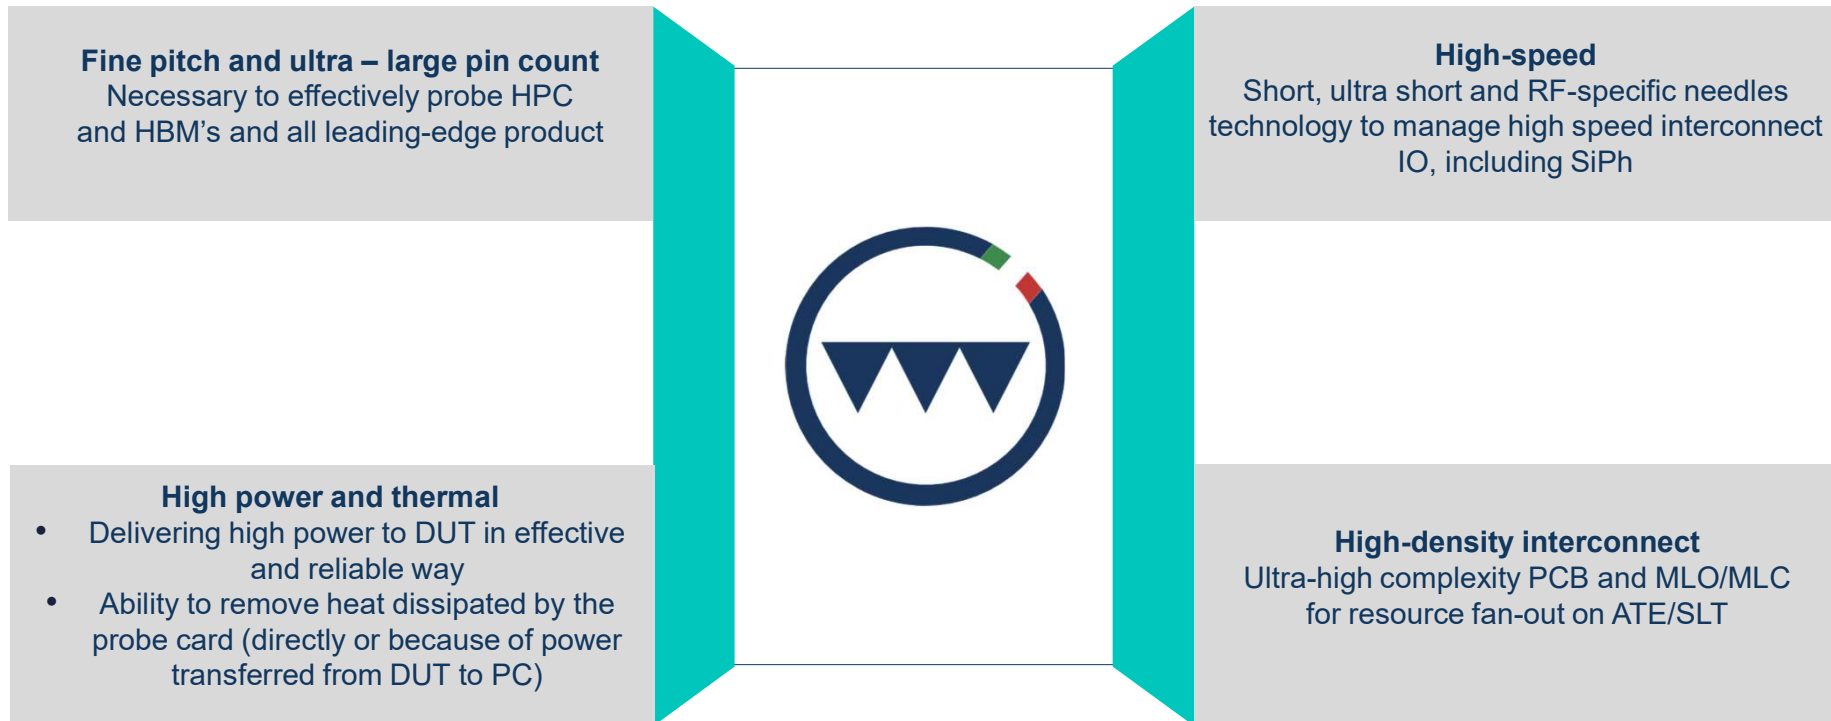 Fine pitch and ultra – large pin count
Necessary to effectively probe HPC
and HBM's and all leading-edge product
High-speed
Short, ultra short and RF-specific needles
technology to manage high speed interconnect
IO, including SiPh
High power and thermal
• Delivering high power to DUT in effective
and reliable way
• Ability to remove heat dissipated by the
probe card (directly or because of power
transferred from DUT to PC)
High-density interconnect
Ultra-high complexity PCB and MLO/MLC
for resource fan-out on ATE/SLT